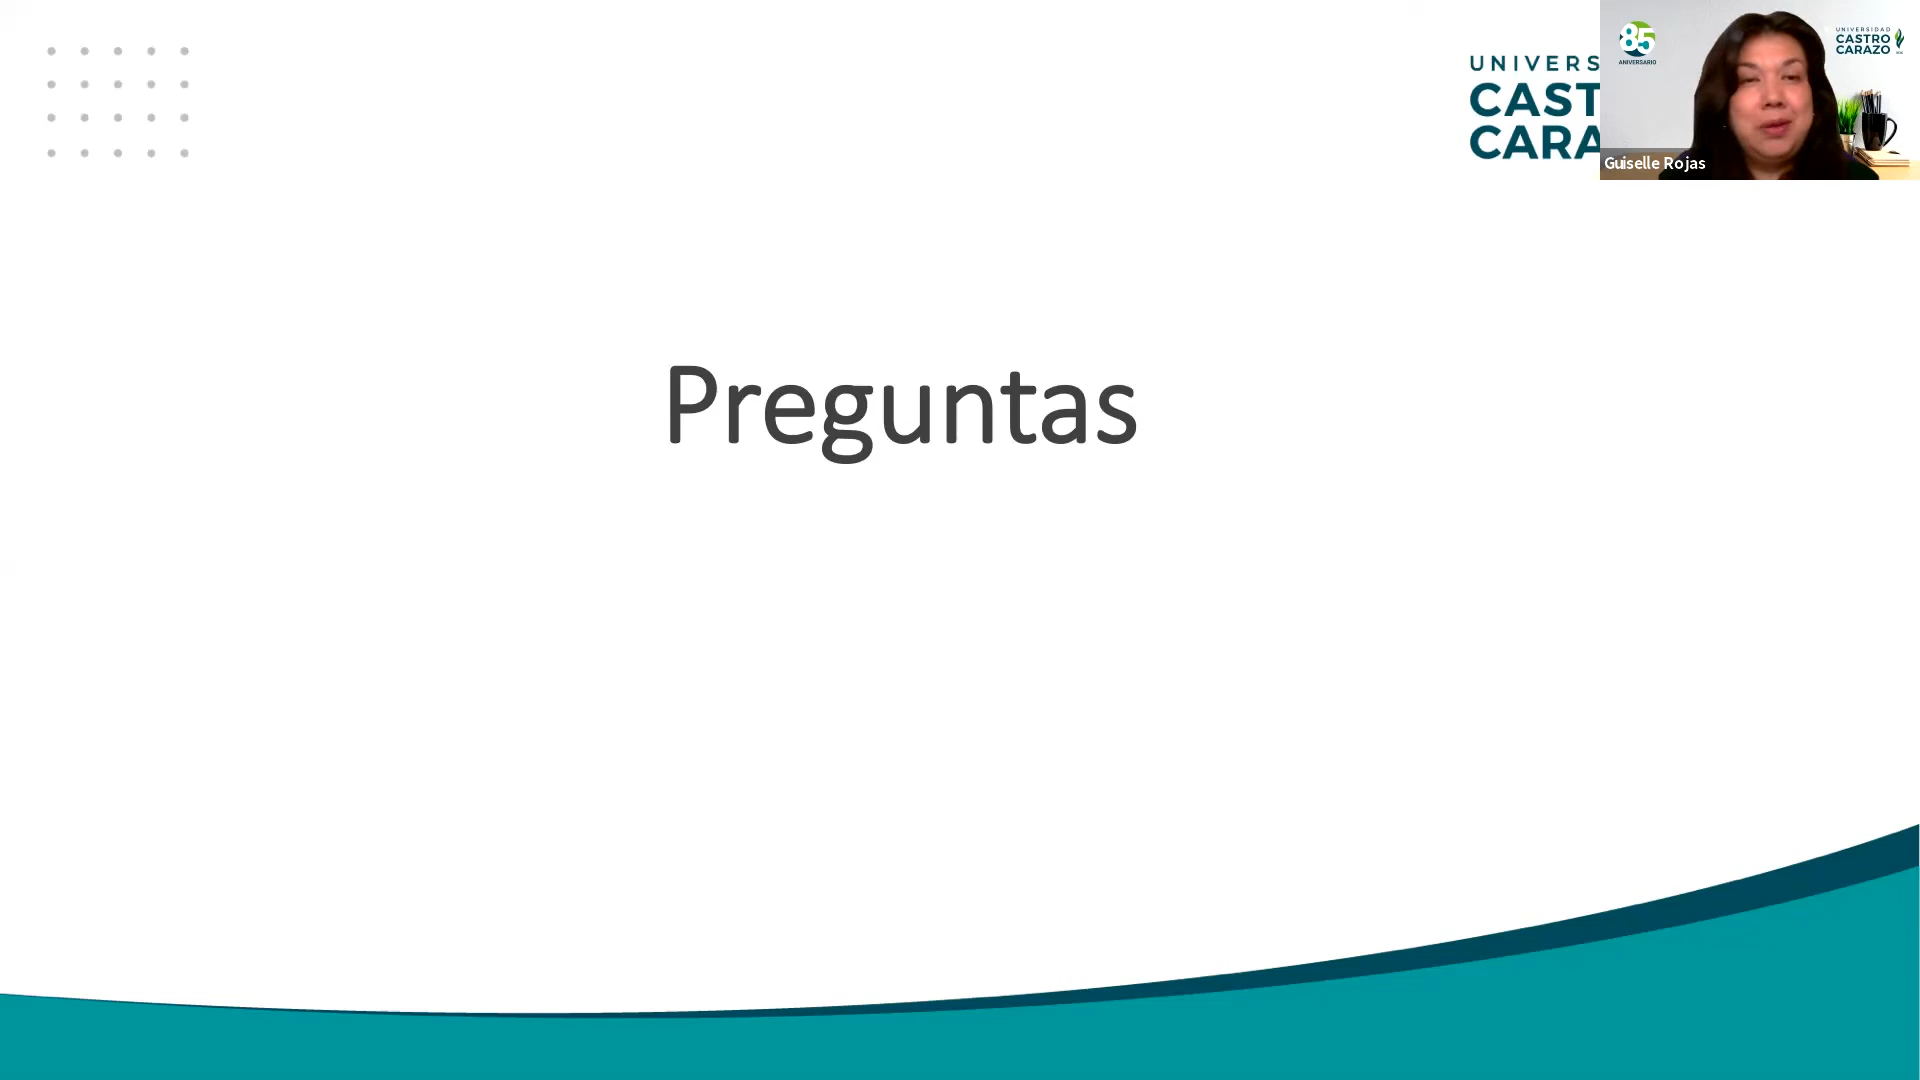 UNIVERS
CAST
CARA
85
ANIVERSARIO
UNIVERSIDAD
CASTRO
CARAZO
Guiselle Rojas
Preguntas